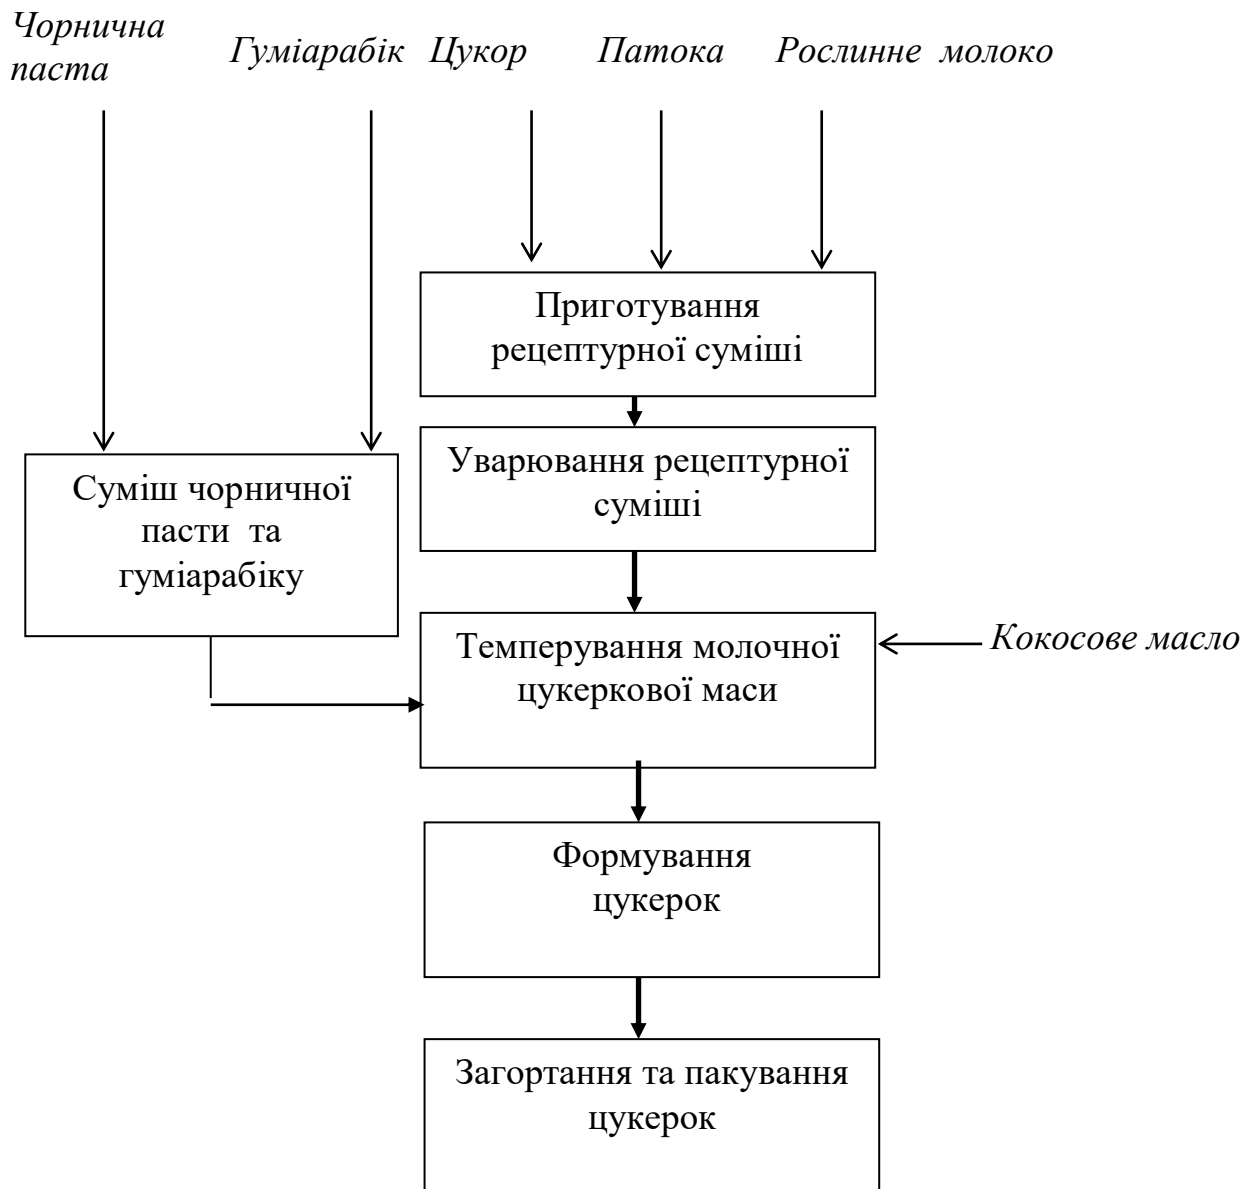 Чорнична
паста
Гуміарабік
Цукор
Патока
Рослинне молоко
Приготування
рецептурної суміші
Уварювання рецептурної
суміші
Суміш чорничної
пасти та
гуміарабіку
Темперування молочної
цукеркової маси
Кокосове масло
Формування
цукерок
Загортання та пакування
цукерок